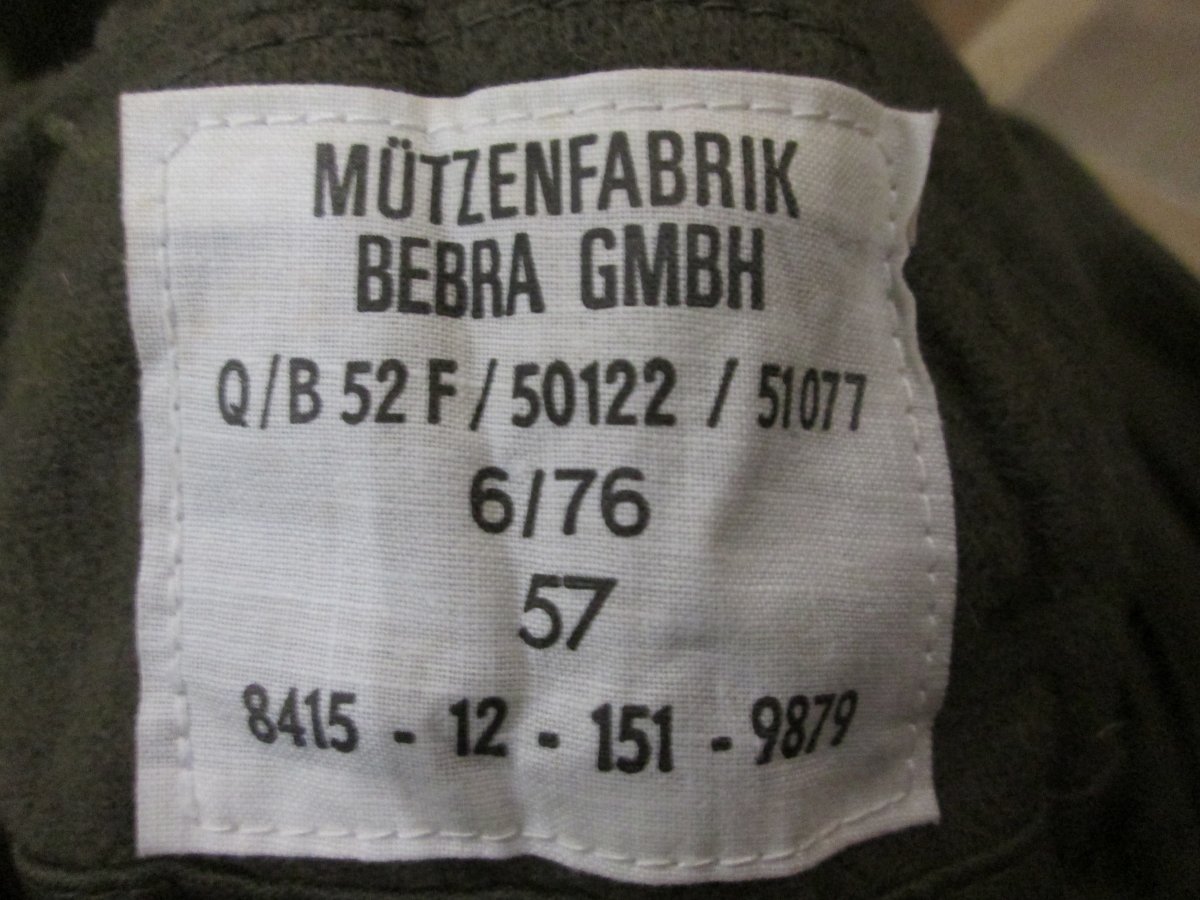 MÜTZENFABRIK
BEBRA GMBH
Q/B 52 F / 50122 / 51077
6/76
57
8415 - 12 - 151 - 9879